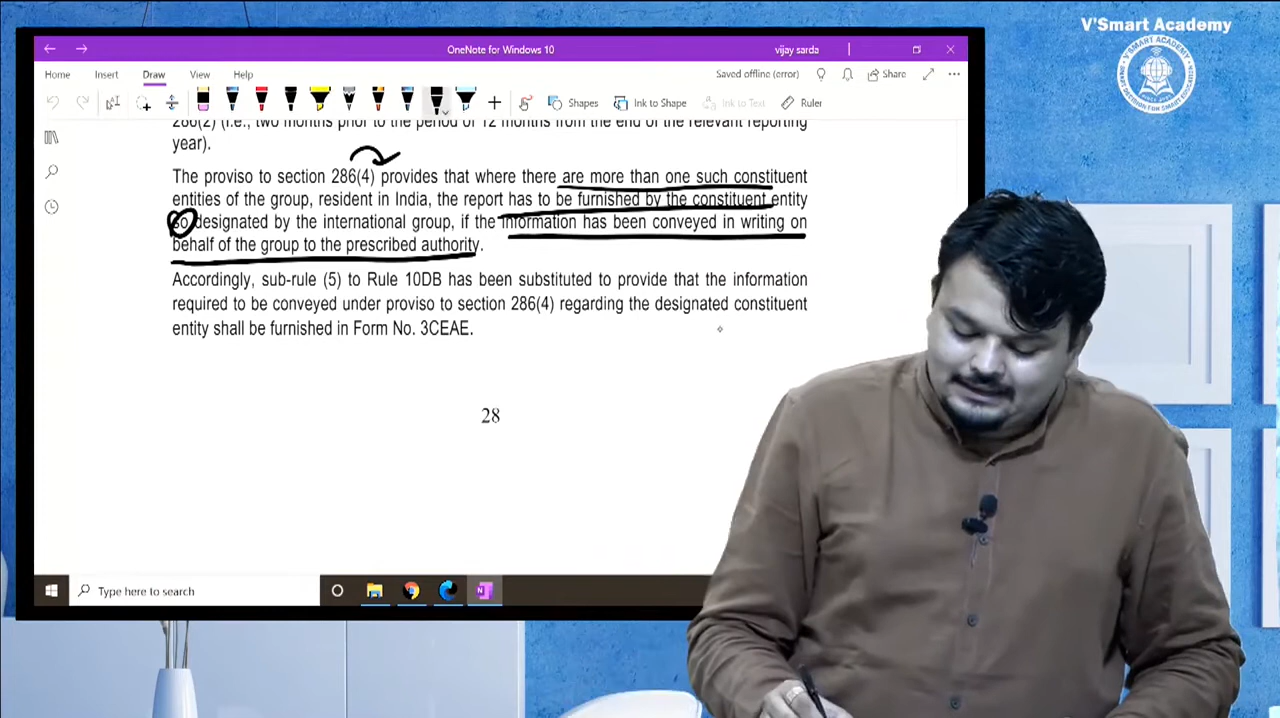 V'Smart Academy
OneNote for Windows 10
vijay sarda
Home Insert Draw View Help
Saved offline (error) Share
Shapes Ink to Shape Ink to Text Ruler
286(2) (i.e., two months prior to the period of 12 months from the end of the relevant reporting
year).
The proviso to section 286(4) provides that where there are more than one such constituent
entities of the group, resident in India, the report has to be furnished by the constituent entity
so designated by the international group, if the information has been conveyed in writing on
behalf of the group to the prescribed authority.
Accordingly, sub-rule (5) to Rule 10DB has been substituted to provide that the information
required to be conveyed under proviso to section 286(4) regarding the designated constituent
entity shall be furnished in Form No. 3CEAE.
28
Type here to search